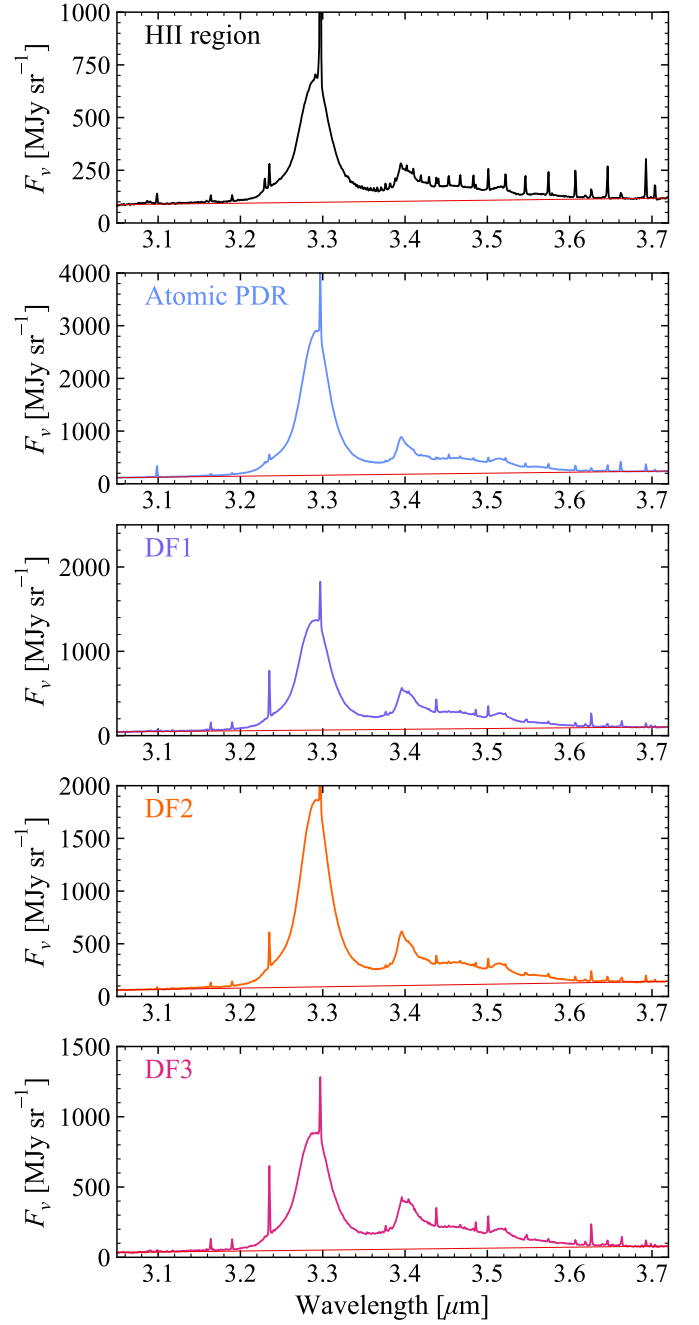 HII region
1000
750
500
250
0
F_ν [MJy sr⁻¹]
3.1 3.2 3.3 3.4 3.5 3.6 3.7
Atomic PDR
4000
3000
2000
1000
0
F_ν [MJy sr⁻¹]
3.1 3.2 3.3 3.4 3.5 3.6 3.7
DF1
2000
1000
0
F_ν [MJy sr⁻¹]
3.1 3.2 3.3 3.4 3.5 3.6 3.7
DF2
2000
1500
1000
500
0
F_ν [MJy sr⁻¹]
3.1 3.2 3.3 3.4 3.5 3.6 3.7
DF3
1500
1000
500
0
F_ν [MJy sr⁻¹]
3.1 3.2 3.3 3.4 3.5 3.6 3.7
Wavelength [μm]